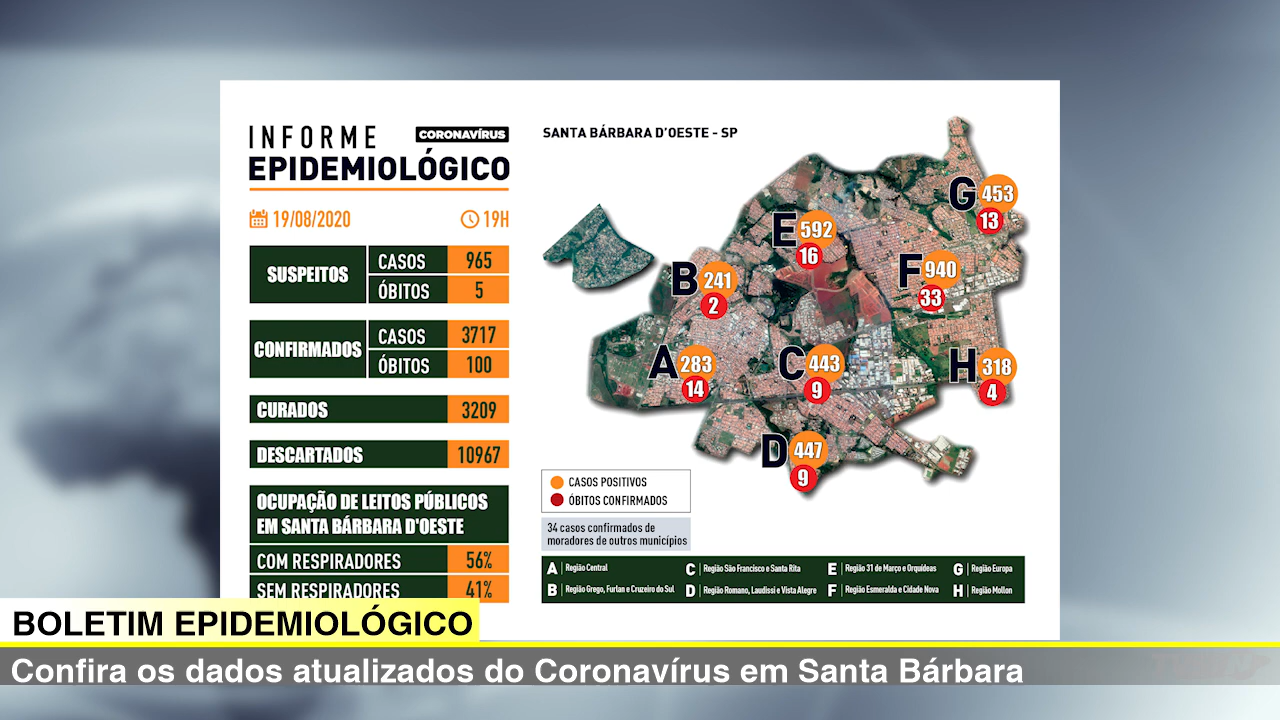 INFORME
CORONAVÍRUS
EPIDEMIOLÓGICO
19/08/2020
19H
SUSPEITOS
CASOS 965
ÓBITOS 5
CONFIRMADOS
CASOS 3717
ÓBITOS 100
CURADOS 3209
DESCARTADOS 10967
OCUPAÇÃO DE LEITOS PÚBLICOS
EM SANTA BÁRBARA D'OESTE
COM RESPIRADORES 56%
SEM RESPIRADORES 41%
SANTA BÁRBARA D'OESTE - SP
G 453
13
E 592
16
F 940
33
B 241
2
A 283
14
C 443
9
H 318
4
D 447
9
CASOS POSITIVOS
ÓBITOS CONFIRMADOS
34 casos confirmados de
moradores de outros municípios
A Região Central
B Região Grego, Furlan e Cruzeiro do Sul
C Região São Francisco e Santa Rita
D Região Romano, Laudissi e Vista Alegre
E Região 31 de Março e Orquídeas
F Região Esmeralda e Cidade Nova
G Região Europa
H Região Mollon
BOLETIM EPIDEMIOLÓGICO
Confira os dados atualizados do Coronavírus em Santa Bárbara